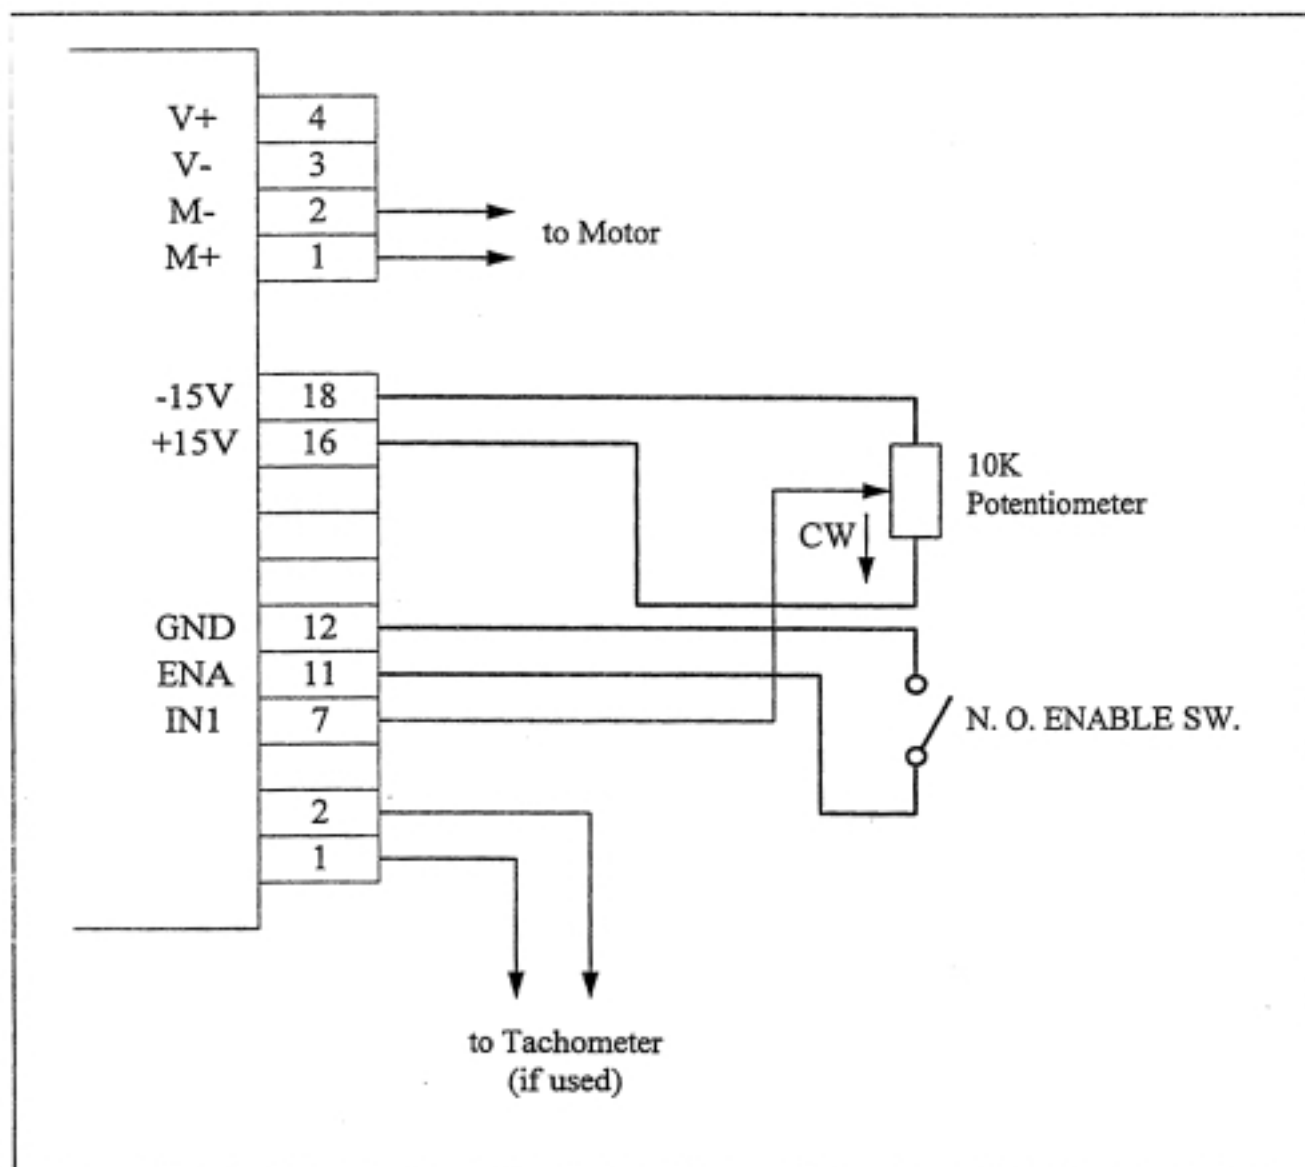 V+ 4
V- 3
M- 2
M+ 1
to Motor
-15V 18
+15V 16
10K
Potentiometer
CW
GND 12
ENA 11
IN1 7
N. O. ENABLE SW.
2
1
to Tachometer
(if used)